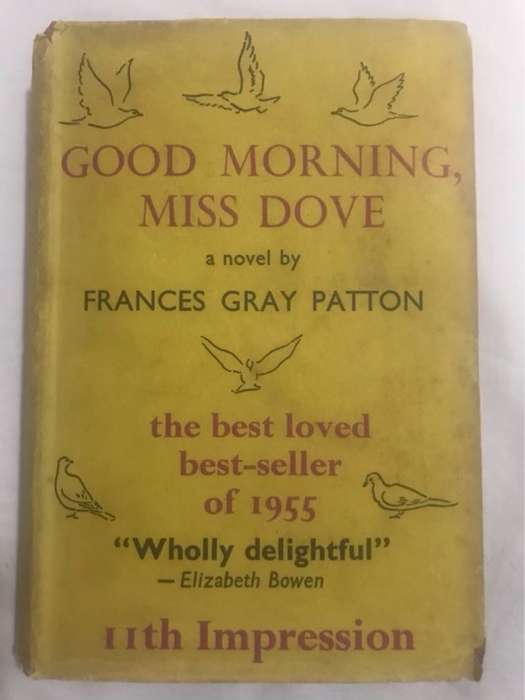 GOOD MORNING,
MISS DOVE
a novel by
FRANCES GRAY PATTON
the best loved
best-seller
of 1955
“Wholly delightful”
— Elizabeth Bowen
11th Impression